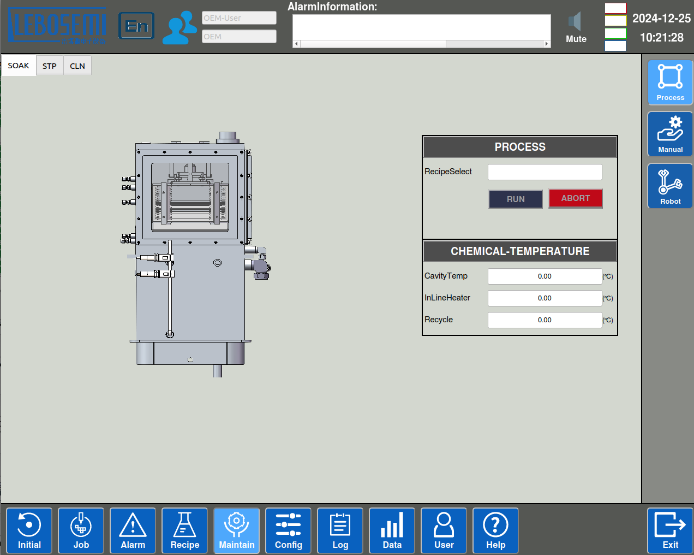 LEBOSEMI
En
OEM-User
OEM
AlarmInformation:
Mute
2024-12-25
10:21:28
SOAK
STP
CLN
PROCESS
RecipeSelect
RUN
ABORT
CHEMICAL-TEMPERATURE
CavityTemp
0.00
(℃)
InLineHeater
0.00
(℃)
Recycle
0.00
(℃)
Process
Manual
Robot
Initial
Job
Alarm
Recipe
Maintain
Config
Log
Data
User
Help
Exit